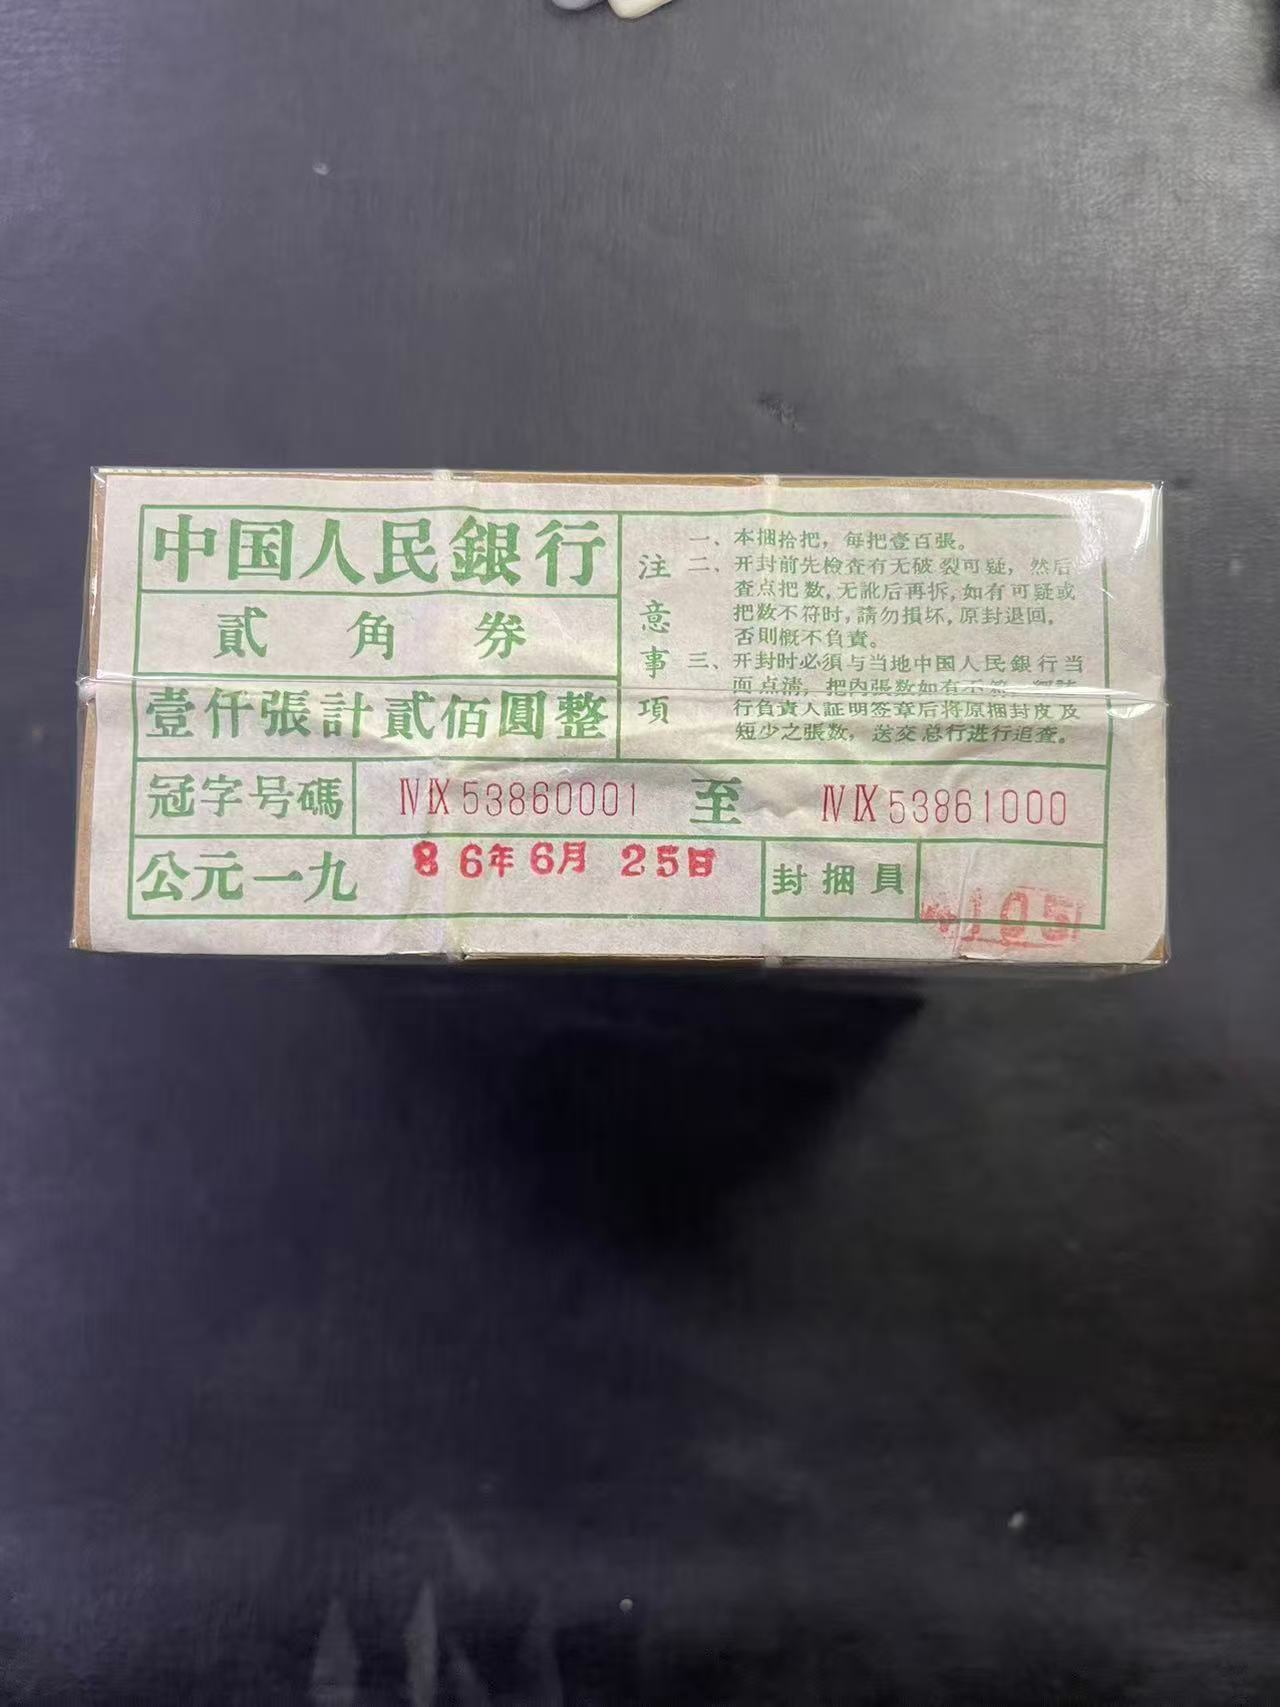 中国人民銀行
貳角券
壹仟張計貳佰圓整
注意事項
一、本捆拾把，每把壹百張。
二、开封前先檢查有无破裂可疑，然后
查点把数，无訛后再拆，如有可疑或
把数不符时，請勿損坏，原封退回，
否則槪不負責。
三、开封时必須与当地中国人民銀行当
面点清，把內張数如有不符
行負責人証明签章后将原捆封皮及
短少之張数，送交总行进行追查。
冠字号碼 ⅣⅨ53860001 至 ⅣⅨ53861000
公元一九86年6月25日 封捆員
105